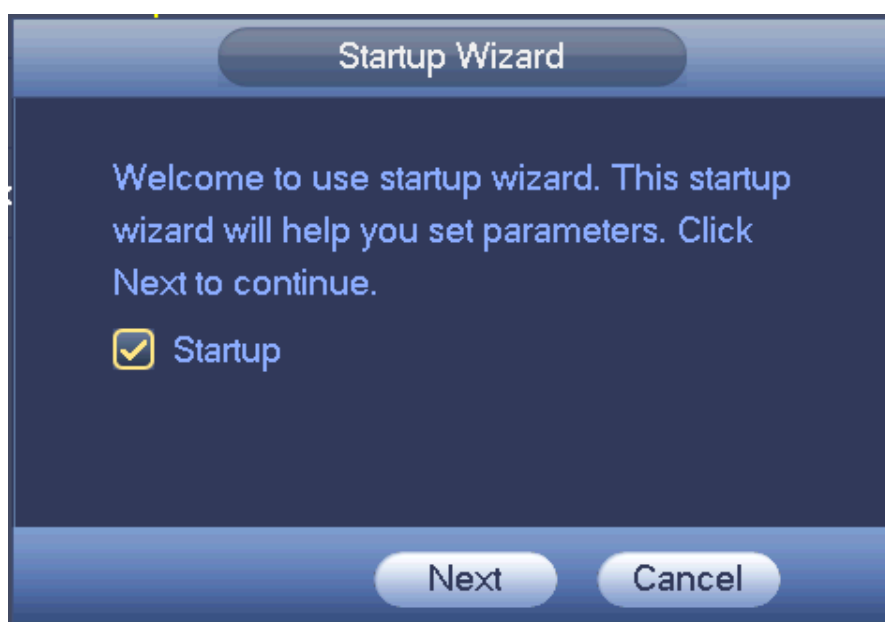 Startup Wizard
Welcome to use startup wizard. This startup
wizard will help you set parameters. Click
Next to continue.
Startup
Next Cancel